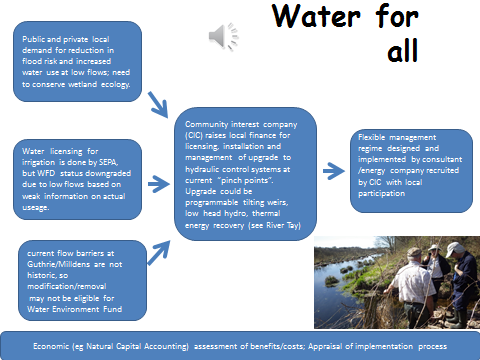 Water for
all
Public and private local
demand for reduction in
flood risk and increased
water use at low flows; need
to conserve wetland ecology.
Water licensing for
irrigation is done by SEPA,
but WFD status downgraded
due to low flows based on
weak information on actual
useage.
current flow barriers at
Guthrie/Milldens are not
historic, so
modification/removal
may not be eligible for
Water Environment Fund
Community interest company
(CIC) raises local finance for
licensing, installation and
management of upgrade to
hydraulic control systems at
current “pinch points”.
Upgrade could be
programmable tilting weirs,
low head hydro, thermal
energy recovery (see River Tay)
Flexible management
regime designed and
implemented by consultant
/energy company recruited
by CIC with local
participation
Economic (eg Natural Capital Accounting) assessment of benefits/costs; Appraisal of implementation process